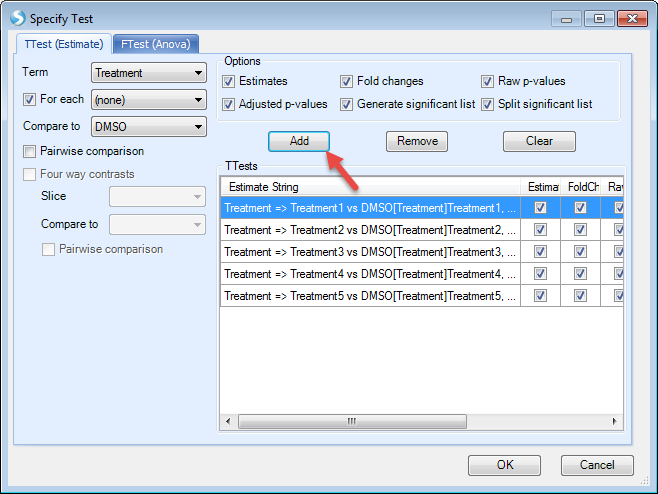 Specify Test
TTest (Estimate) FTest (Anova)
Term Treatment
For each (none)
Compare to DMSO
Pairwise comparison
Four way contrasts
Slice
Compare to
Pairwise comparison
Options
Estimates Fold changes Raw p-values
Adjusted p-values Generate significant list Split significant list
Add Remove Clear
TTests
Estimate String Estimat FoldCh Rav
Treatment => Treatment1 vs DMSO[Treatment]Treatment1, ...
Treatment => Treatment2 vs DMSO[Treatment]Treatment2, ...
Treatment => Treatment3 vs DMSO[Treatment]Treatment3, ...
Treatment => Treatment4 vs DMSO[Treatment]Treatment4, ...
Treatment => Treatment5 vs DMSO[Treatment]Treatment5, ...
OK Cancel